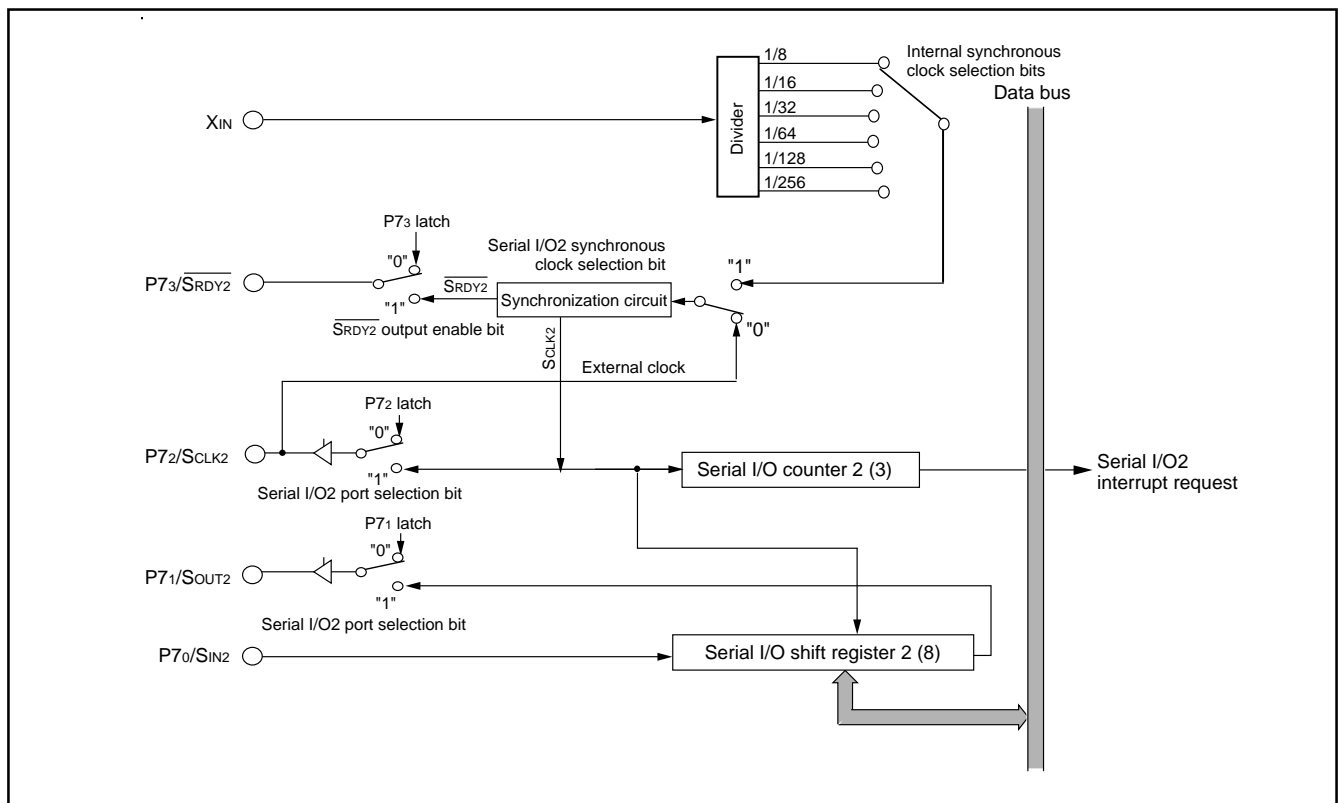 Internal synchronous
clock selection bits
Data bus
1/8
1/16
1/32
1/64
1/128
1/256
Divider
XIN
P73 latch
"0"
"1"
P73/SRDY2
SRDY2
SRDY2 output enable bit
Serial I/O2 synchronous
clock selection bit
Synchronization circuit
"1"
"0"
SCLK2
External clock
P72 latch
"0"
P72/SCLK2
"1"
Serial I/O2 port selection bit
Serial I/O counter 2 (3)
Serial I/O2
interrupt request
P71 latch
"0"
P71/SOUT2
"1"
Serial I/O2 port selection bit
P70/SIN2
Serial I/O shift register 2 (8)